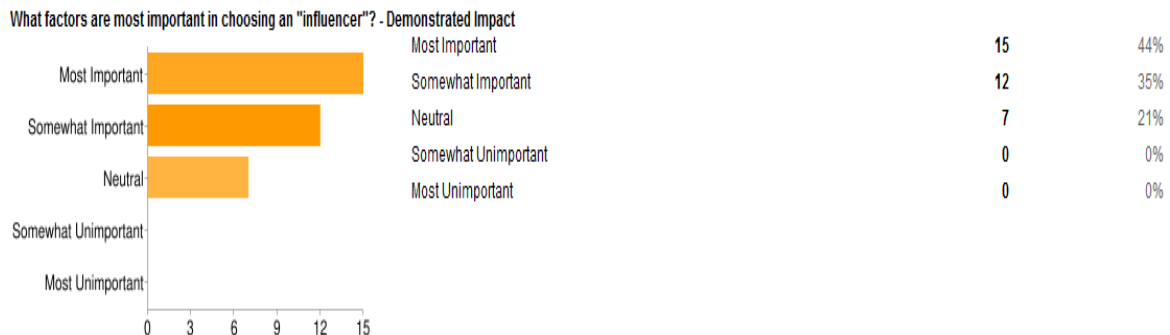 What factors are most important in choosing an "influencer"? - Demonstrated Impact
Most Important
Somewhat Important
Neutral
Somewhat Unimportant
Most Unimportant
0 3 6 9 12 15
Most Important 15 44%
Somewhat Important 12 35%
Neutral 7 21%
Somewhat Unimportant 0 0%
Most Unimportant 0 0%